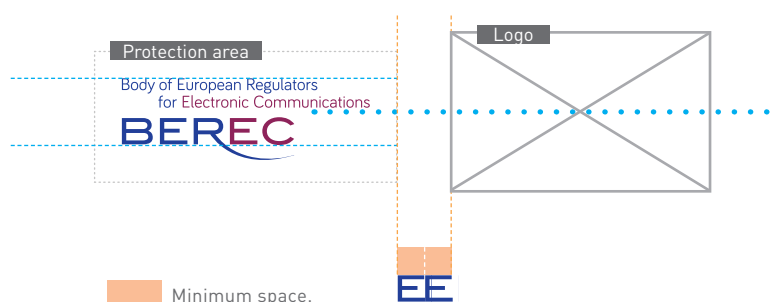 Protection area
Logo
Body of European Regulators
for Electronic Communications
BEREC
EE
Minimum space.